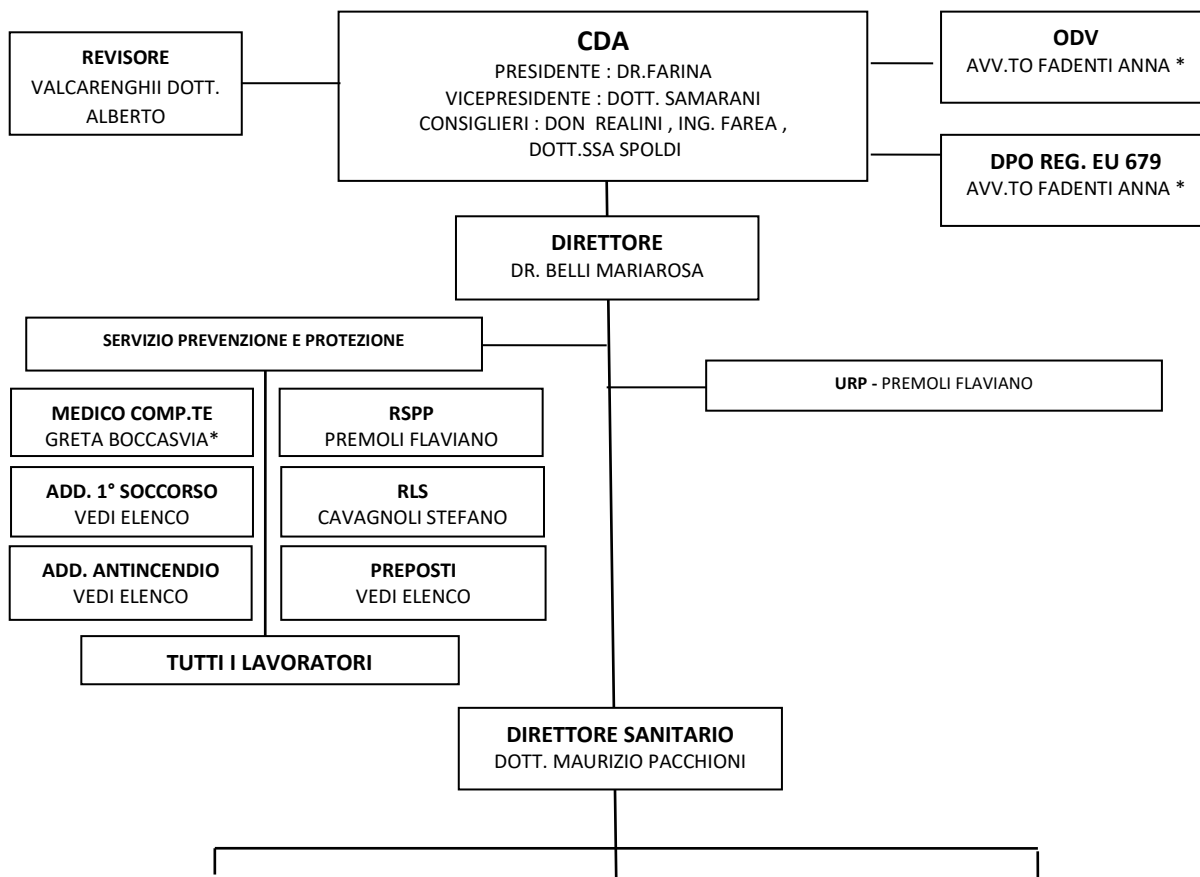 REVISORE
VALCARENGHII DOTT.
ALBERTO
CDA
PRESIDENTE : DR.FARINA
VICEPRESIDENTE : DOTT. SAMARANI
CONSIGLIERI : DON REALINI , ING. FAREA ,
DOTT.SSA SPOLDI
ODV
AVV.TO FADENTI ANNA *
DPO REG. EU 679
AVV.TO FADENTI ANNA *
DIRETTORE
DR. BELLI MARIAROSA
SERVIZIO PREVENZIONE E PROTEZIONE
URP - PREMOLI FLAVIANO
MEDICO COMP.TE
GRETA BOCCASVIA*
RSPP
PREMOLI FLAVIANO
ADD. 1° SOCCORSO
VEDI ELENCO
RLS
CAVAGNOLI STEFANO
ADD. ANTINCENDIO
VEDI ELENCO
PREPOSTI
VEDI ELENCO
TUTTI I LAVORATORI
DIRETTORE SANITARIO
DOTT. MAURIZIO PACCHIONI